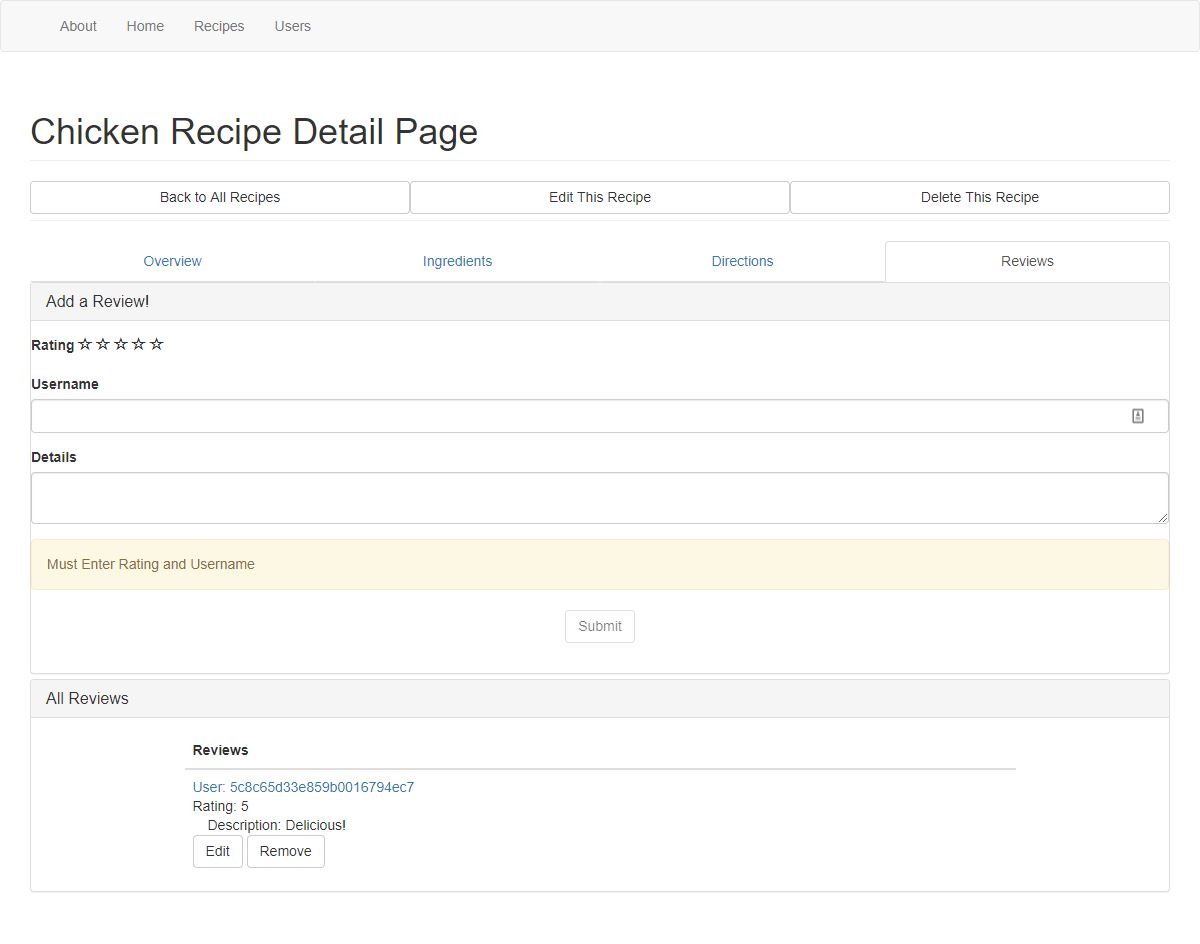 About Home Recipes Users
Chicken Recipe Detail Page
Back to All Recipes Edit This Recipe Delete This Recipe
Overview Ingredients Directions Reviews
Add a Review!
Rating ☆ ☆ ☆ ☆ ☆
Username
Details
Must Enter Rating and Username
Submit
All Reviews
Reviews
User: 5c8c65d33e859b0016794ec7
Rating: 5
Description: Delicious!
Edit Remove